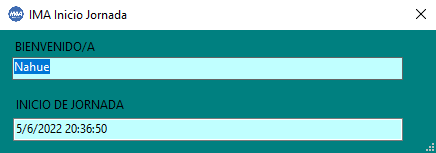 IMA Inicio Jornada
BIENVENIDO/A
Nahue
INICIO DE JORNADA
5/6/2022 20:36:50